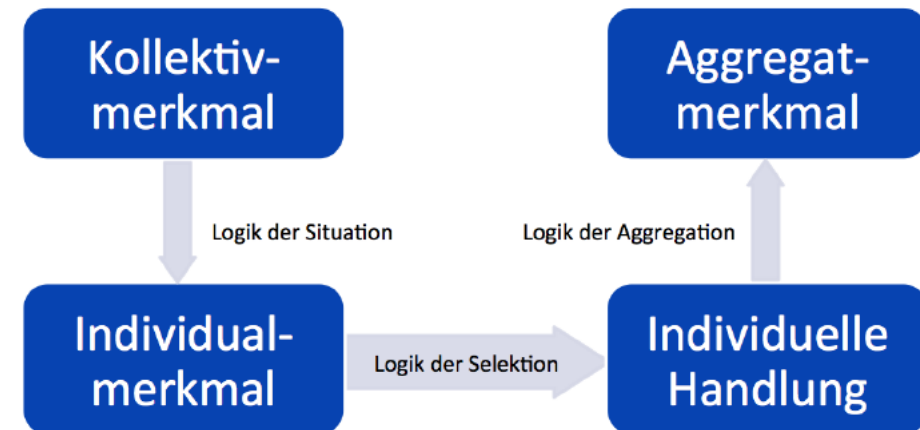 Kollektiv-
merkmal
Aggregat-
merkmal
Logik der Situation
Logik der Aggregation
Individual-
merkmal
Logik der Selektion
Individuelle
Handlung